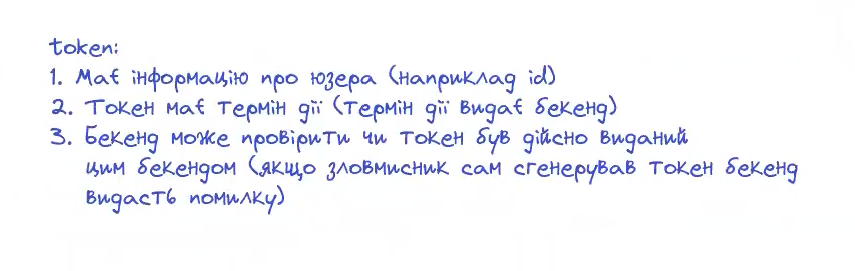 token:
1. Має інформацію про юзера (наприклад id)
2. Токен має термін дії (термін дії видає бекенд)
3. Бекенд може провірити чи токен був дійсно виданий
цим бекендом (якщо зловмисник сам сгенерував токен бекенд
видасть помилку)